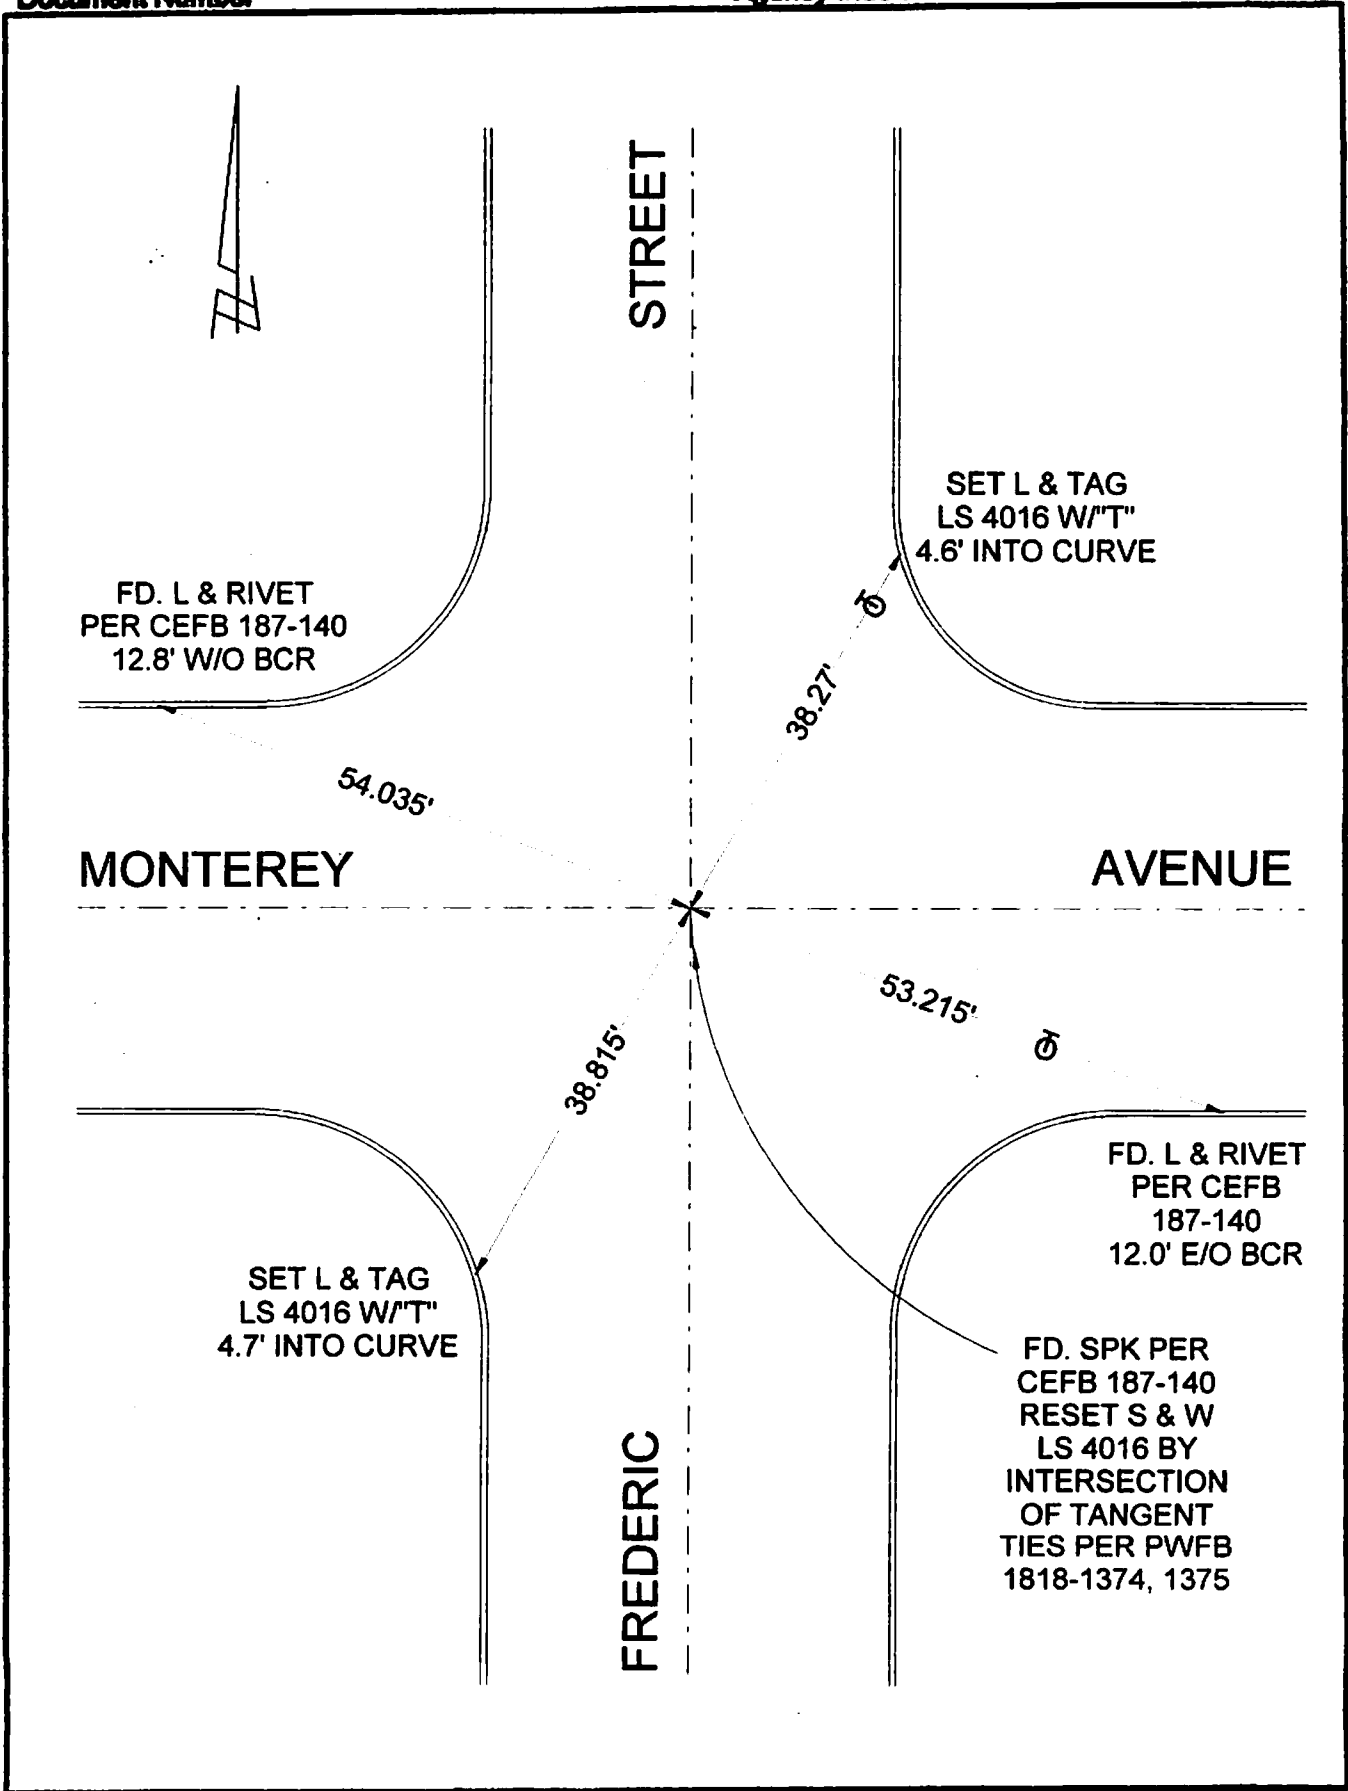 Document Number
STREET
SET L & TAG
LS 4016 W/"T"
4.6' INTO CURVE
FD. L & RIVET
PER CEFB 187-140
12.8' W/O BCR
38.27'
54.035'
MONTEREY
AVENUE
53.215'
38.815'
FD. L & RIVET
PER CEFB
187-140
12.0' E/O BCR
SET L & TAG
LS 4016 W/"T"
4.7' INTO CURVE
FD. SPK PER
CEFB 187-140
RESET S & W
LS 4016 BY
INTERSECTION
OF TANGENT
TIES PER PWFB
1818-1374, 1375
FREDERIC